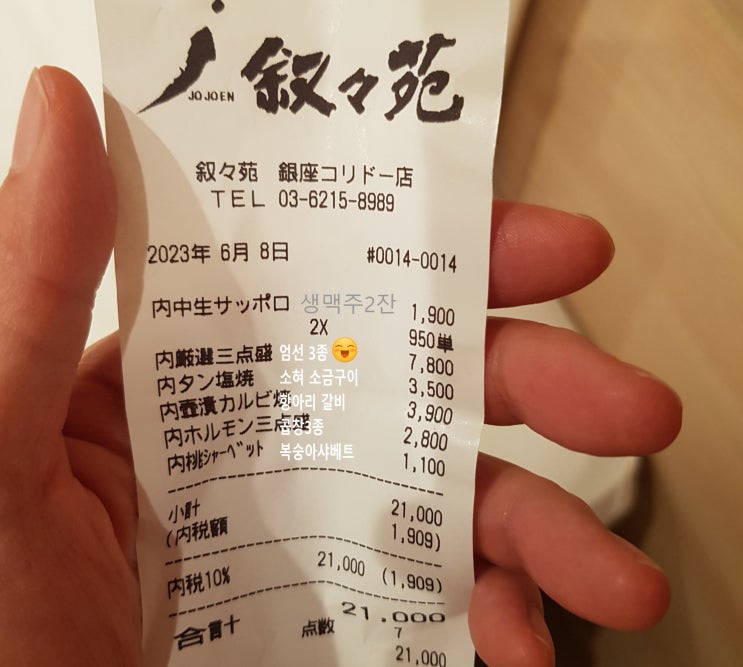 JOJOEN 叙々苑
叙々苑 銀座コリドー店
TEL 03-6215-8989
2023年 6月 8日 #0014-0014
内中生サッポロ 생맥주2잔 1,900
2X 950単
内厳選三点盛 엄선 3종 7,800
内タン塩焼 소혀 소금구이 3,500
内壺漬カルビ焼 항아리 갈비 3,900
内ホルモン三点盛 곱창3종 2,800
内桃シャーベット 복숭아샤베트 1,100
小計 21,000
(内税額 1,909)
内税10% 21,000 (1,909)
合計 点数 21,000
7
21,000